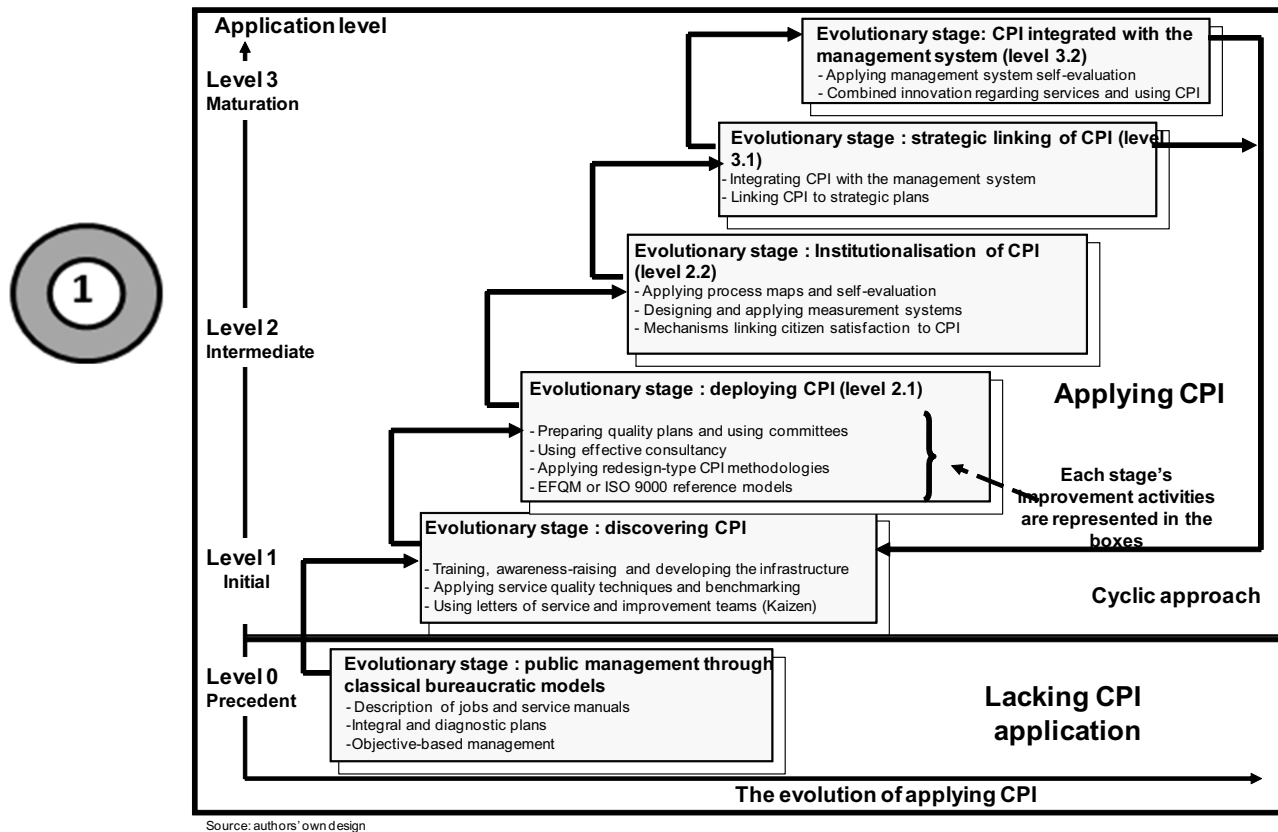 Application level
Level 3
Maturation
Evolutionary stage: CPI integrated with the
management system (level 3.2)
- Applying management system self-evaluation
- Combined innovation regarding services and using CPI
Evolutionary stage : strategic linking of CPI (level
3.1)
- Integrating CPI with the management system
- Linking CPI to strategic plans
1
Evolutionary stage : Institutionalisation of CPI
(level 2.2)
- Applying process maps and self-evaluation
- Designing and applying measurement systems
- Mechanisms linking citizen satisfaction to CPI
Level 2
Intermediate
Evolutionary stage : deploying CPI (level 2.1)
- Preparing quality plans and using committees
- Using effective consultancy
- Applying redesign-type CPI methodologies
- EFQM or ISO 9000 reference models
Applying CPI
Each stage's
improvement activities
are represented in the
boxes
Level 1
Initial
Evolutionary stage : discovering CPI
- Training, awareness-raising and developing the infrastructure
- Applying service quality techniques and benchmarking
- Using letters of service and improvement teams (Kaizen)
Cyclic approach
Level 0
Precedent
Evolutionary stage : public management through
classical bureaucratic models
- Description of jobs and service manuals
- Integral and diagnostic plans
- Objective-based management
Lacking CPI
application
The evolution of applying CPI
Source: authors' own design